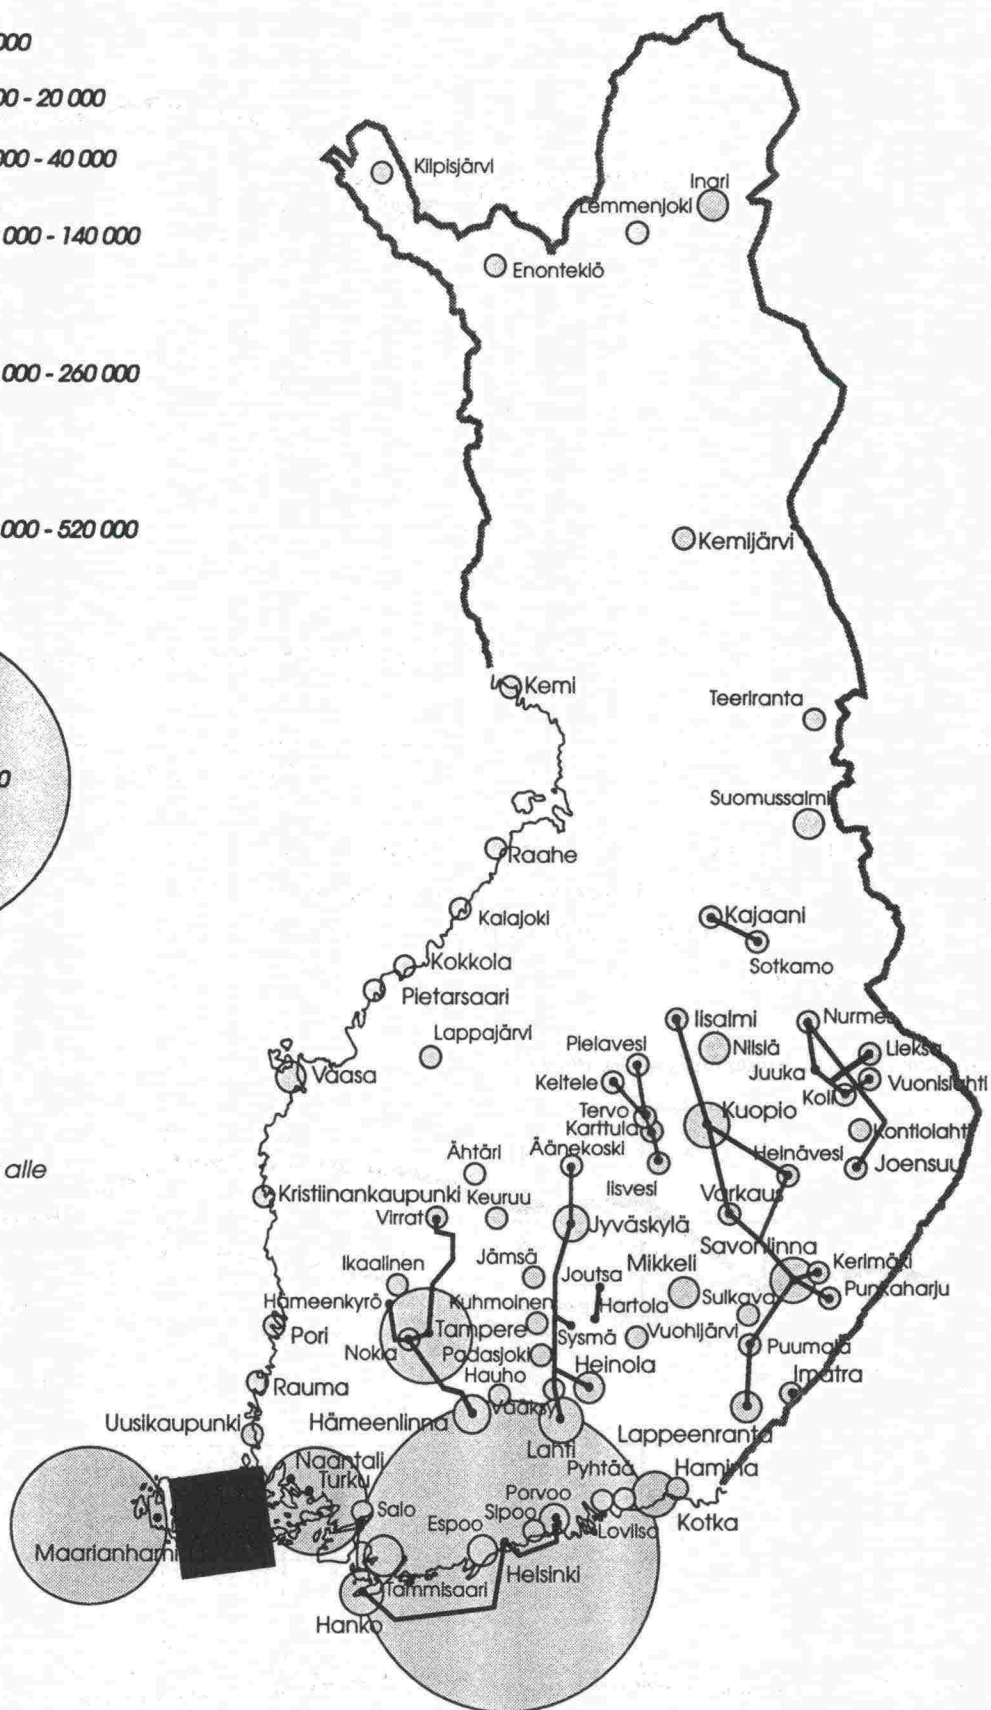 000
00 - 20 000
000 - 40 000
000 - 140 000
000 - 260 000
000 - 520 000
0
alle
Kilpisjärvi
Inari
Lemmenjoki
Enontekiö
Kemijärvi
Kemi
Teeriranta
Suomussalmi
Raahe
Kalajoki
Kajaani
Sotkamo
Kokkola
Pietarsaari
Lappajärvi
Iisalmi
Nurmes
Nilsiä
Lieksa
Pielavesi
Juuka
Vuonislahti
Vaasa
Keitele
Koli
Tervo
Kuopio
Karttula
Kontiolahti
Ähtäri
Äänekoski
Heinävesi
Joensuu
Iisvesi
Kristiinankaupunki
Keuruu
Varkaus
Virrat
Jyväskylä
Savonlinna
Ikaalinen
Jämsä
Mikkeli
Kerimäki
Joutsa
Punkaharju
Hämeenkyrö
Kuhmoinen
Hartola
Sulkava
Pori
Tampere
Sysmä
Vuohijärvi
Puumala
Nokia
Padasjoki
Heinola
Rauma
Hauho
Imatra
Vääksy
Uusikaupunki
Hämeenlinna
Lahti
Lappeenranta
Naantali
Turku
Pyhtää
Hamina
Salo
Porvoo
Sipoo
Espoo
Loviisa
Kotka
Maarianhami
Helsinki
Tammisaari
Hanko